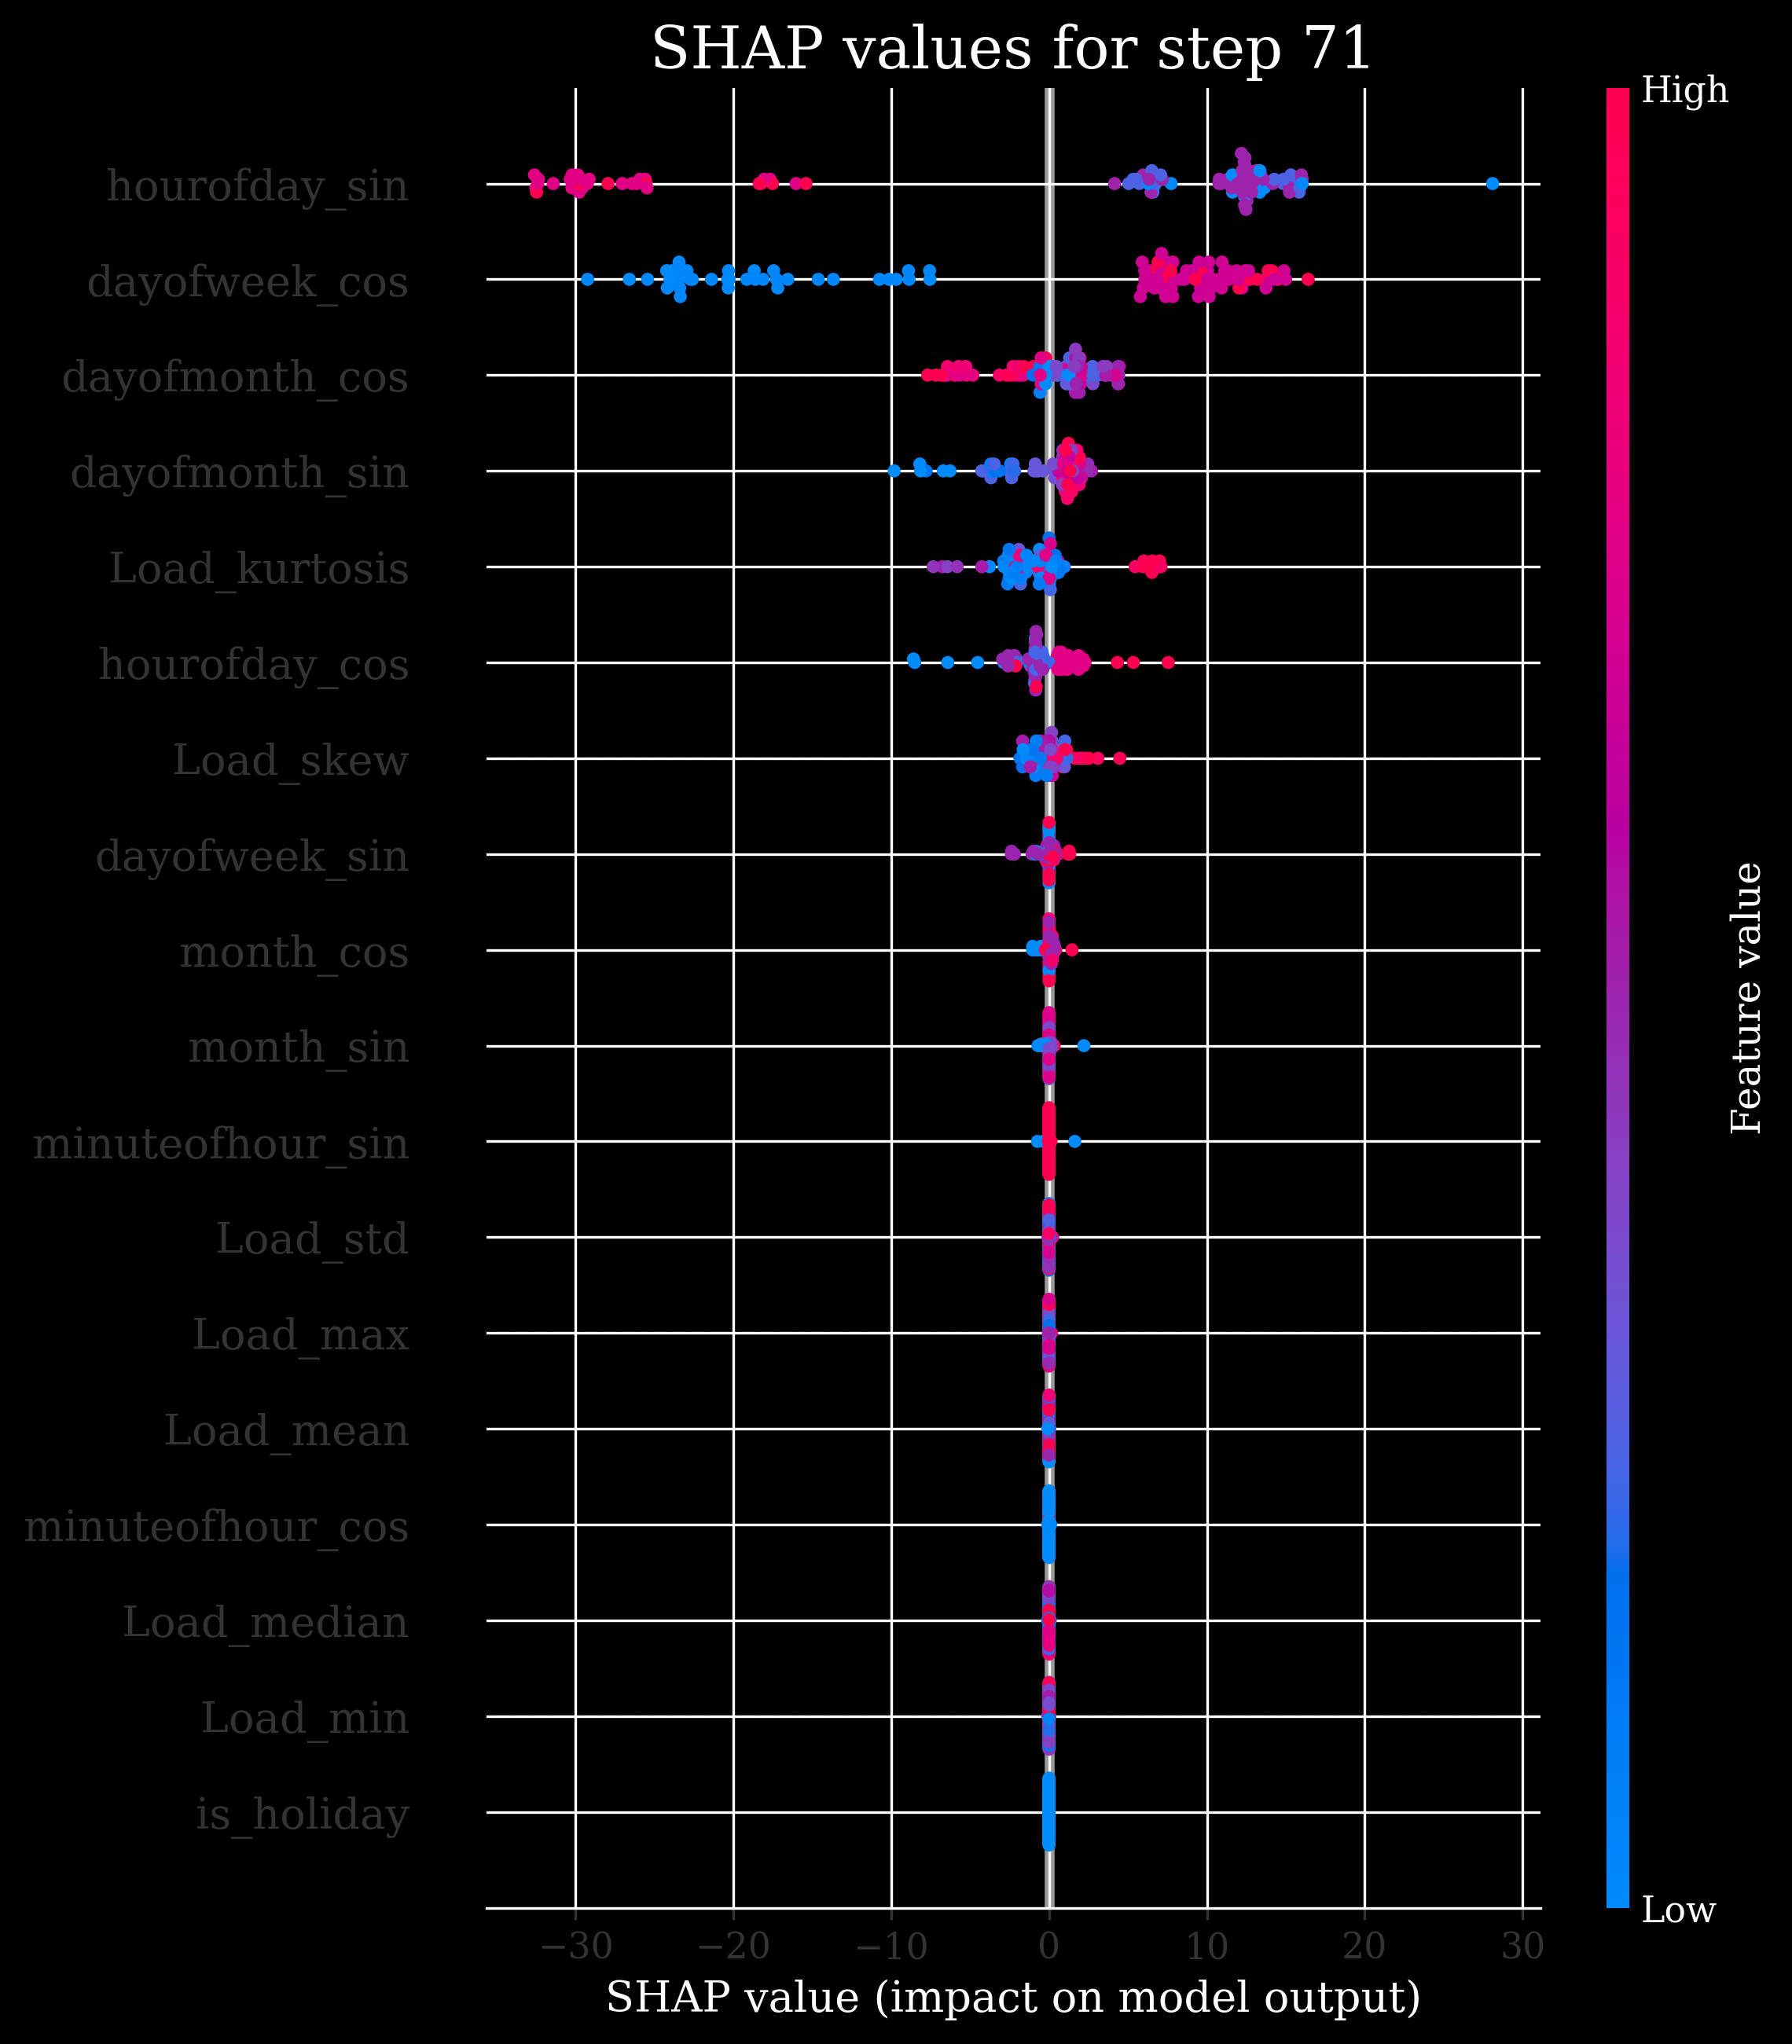 SHAP values for step 71
High
hourofday_sin
dayofweek_cos
dayofmonth_cos
dayofmonth_sin
Load_kurtosis
hourofday_cos
Load_skew
dayofweek_sin
month_cos
month_sin
minuteofhour_sin
Load_std
Load_max
Load_mean
minuteofhour_cos
Load_median
Load_min
is_holiday
Feature value
Low
−30 −20 −10 0 10 20 30
SHAP value (impact on model output)